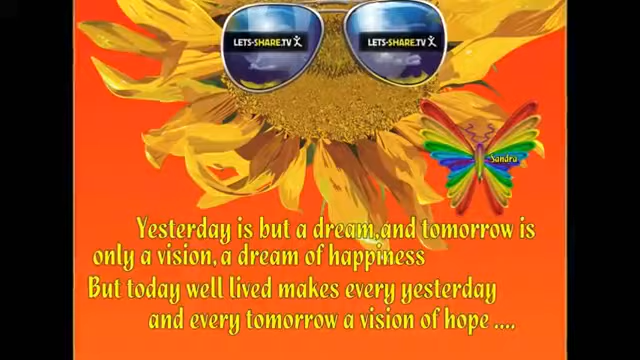 LETS-SHARE.TV LETS-SHARE.TV
Sandra
Yesterday is but a dream,and tomorrow is
only a vision, a dream of happiness
But today well lived makes every yesterday
and every tomorrow a vision of hope ....